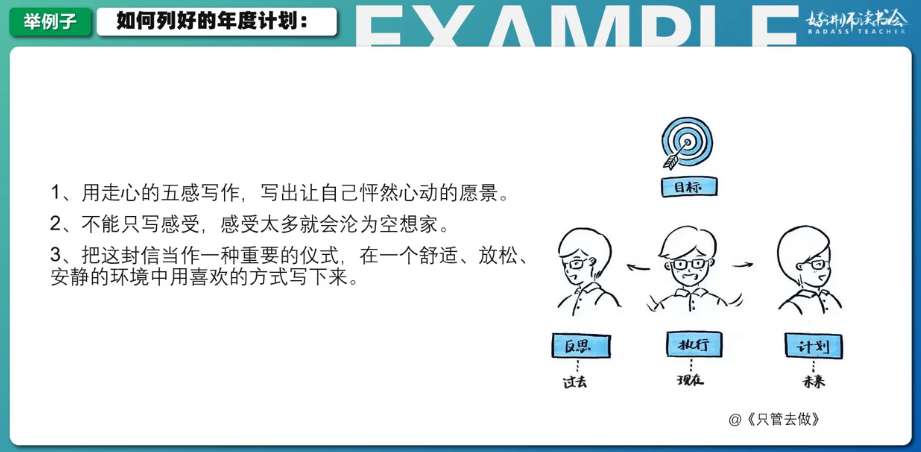 举例子
如何列好的年度计划：
EXAMPLE
好讲师读书会
BADASS TEACHER
1、用走心的五感写作，写出让自己怦然心动的愿景。
2、不能只写感受，感受太多就会沦为空想家。
3、把这封信当作一种重要的仪式，在一个舒适、放松、
安静的环境中用喜欢的方式写下来。
目标
反思 执行 计划
过去 现在 未来
@《只管去做》